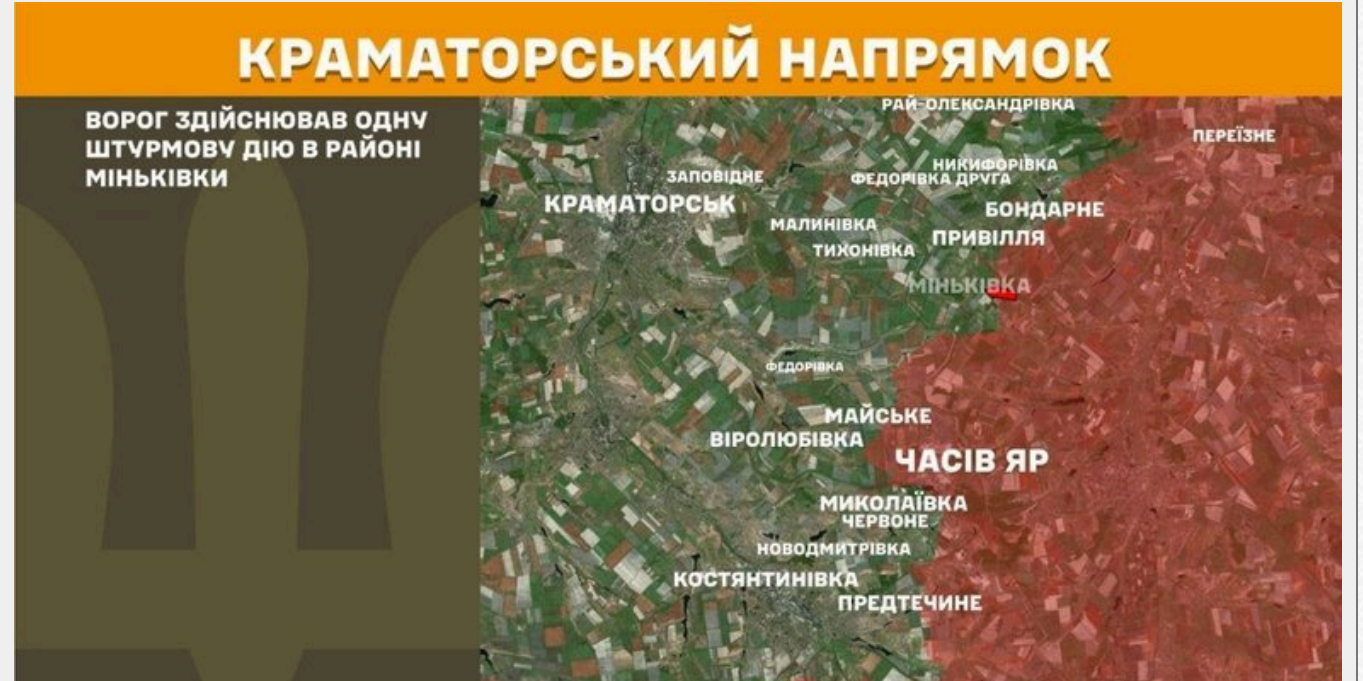 КРАМАТОРСЬКИЙ НАПРЯМОК
ВОРОГ ЗДІЙСНЮВАВ ОДНУ
ШТУРМОВУ ДІЮ В РАЙОНІ
МІНЬКІВКИ
РАЙ-ОЛЕКСАНДРІВКА
ПЕРЕЇЗНЕ
НИКИФОРІВКА
ЗАПОВІДНЕ
ФЕДОРІВКА ДРУГА
КРАМАТОРСЬК
БОНДАРНЕ
МАЛИНІВКА
ПРИВІЛЛЯ
ТИХОНІВКА
МІНЬКІВКА
ФЕДОРІВКА
МАЙСЬКЕ
ВІРОЛЮБІВКА
ЧАСІВ ЯР
МИКОЛАЇВКА
ЧЕРВОНЕ
НОВОДМИТРІВКА
КОСТЯНТИНІВКА
ПРЕДТЕЧИНЕ